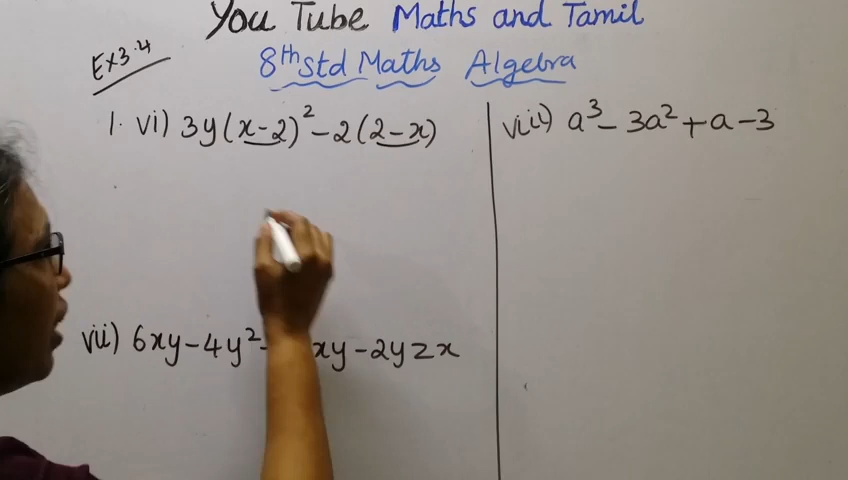 You Tube Maths and Tamil
Ex 3.4
8th Std Maths Algebra
1. vi) 3y(x-2)² - 2(2-x)
viii) a³ - 3a² + a - 3
vii) 6xy - 4y² xy - 2yzx